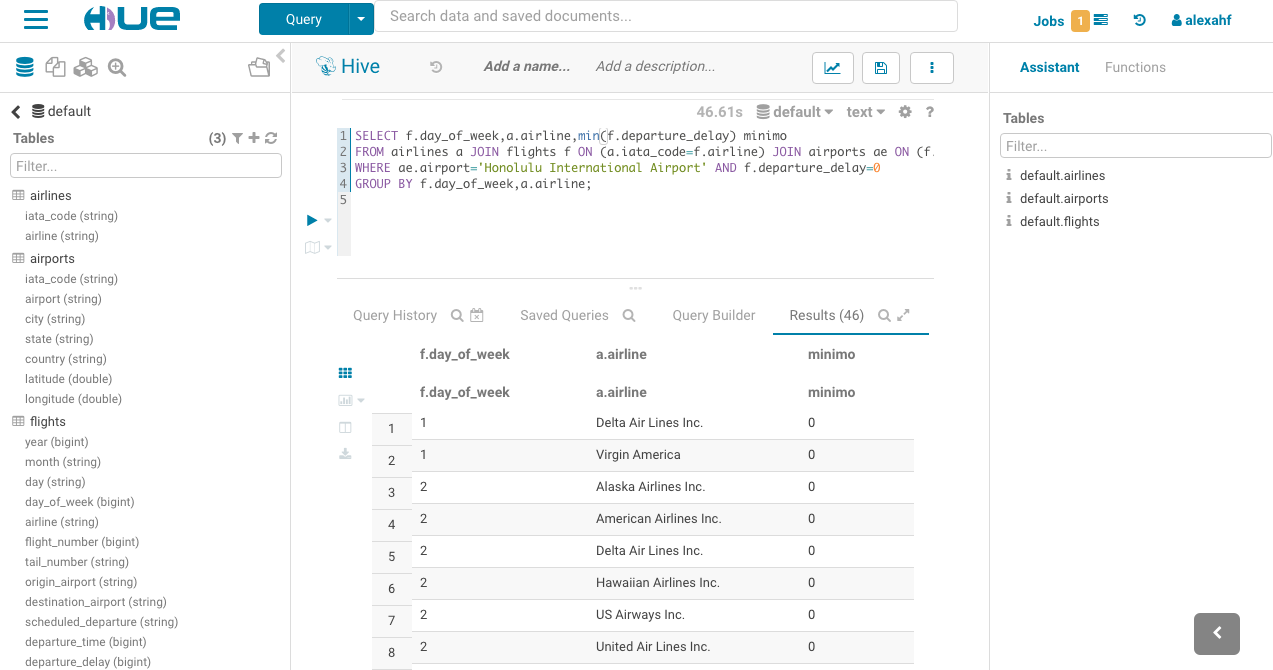 HUE
Query
Search data and saved documents...
Jobs 1
alexahf
Hive
Add a name...
Add a description...
Assistant
Functions
default
Tables
(3)
Filter...
airlines
iata_code (string)
airline (string)
airports
iata_code (string)
airport (string)
city (string)
state (string)
country (string)
latitude (double)
longitude (double)
flights
year (bigint)
month (string)
day (string)
day_of_week (bigint)
airline (string)
flight_number (bigint)
tail_number (string)
origin_airport (string)
destination_airport (string)
scheduled_departure (string)
departure_time (bigint)
departure_delay (bigint)
46.61s default text ?
1 SELECT f.day_of_week,a.airline,min(f.departure_delay) minimo
2 FROM airlines a JOIN flights f ON (a.iata_code=f.airline) JOIN airports ae ON (f.
3 WHERE ae.airport='Honolulu International Airport' AND f.departure_delay=0
4 GROUP BY f.day_of_week,a.airline;
5
Query History
Saved Queries
Query Builder
Results (46)
f.day_of_week a.airline minimo
f.day_of_week a.airline minimo
1 1 Delta Air Lines Inc. 0
2 1 Virgin America 0
3 2 Alaska Airlines Inc. 0
4 2 American Airlines Inc. 0
5 2 Delta Air Lines Inc. 0
6 2 Hawaiian Airlines Inc. 0
7 2 US Airways Inc. 0
8 2 United Air Lines Inc. 0
Tables
Filter...
default.airlines
default.airports
default.flights